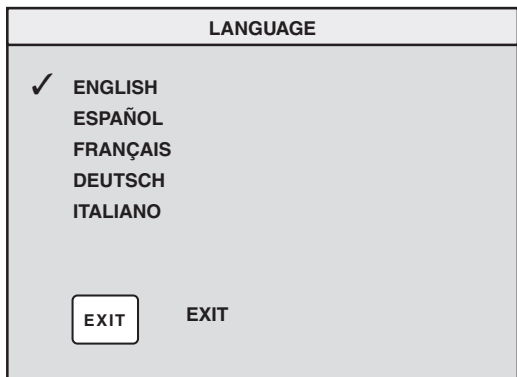 LANGUAGE
✓ ENGLISH
ESPAÑOL
FRANÇAIS
DEUTSCH
ITALIANO
EXIT EXIT